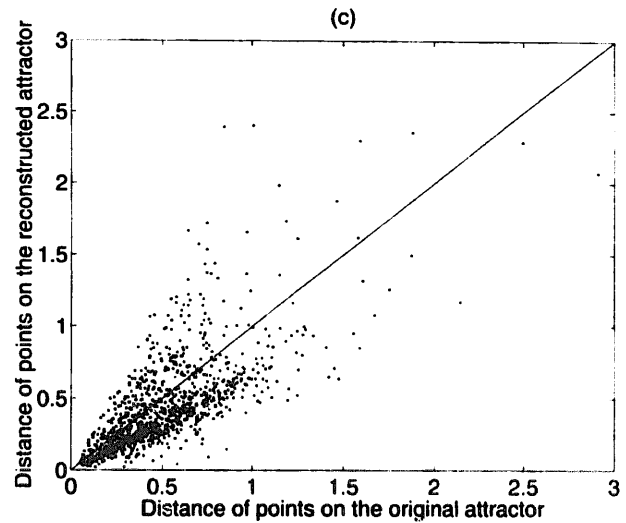 (c)
Distance of points on the reconstructed attractor
3
2.5
2
1.5
1
0.5
0
0 0.5 1 1.5 2 2.5 3
Distance of points on the original attractor